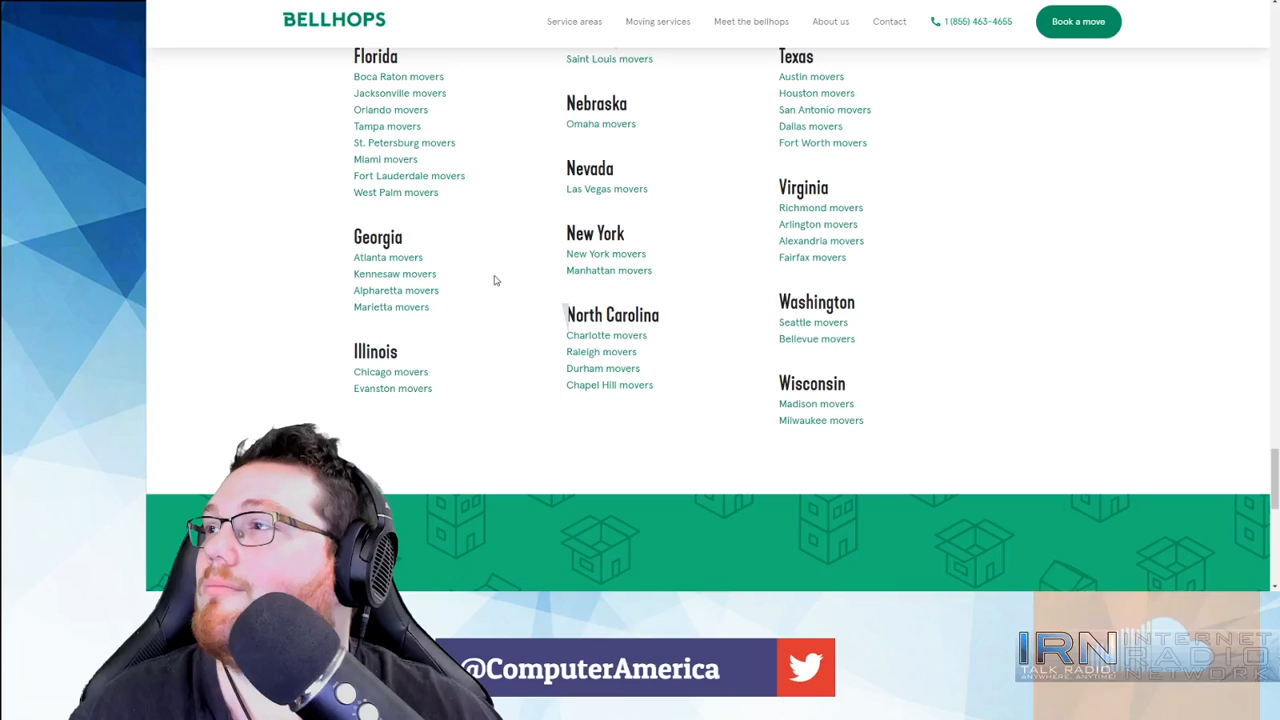 BELLHOPS
Service areas
Moving services
Meet the bellhops
About us
Contact
1 (855) 463-4655
Book a move
Florida
Boca Raton movers
Jacksonville movers
Orlando movers
Tampa movers
St. Petersburg movers
Miami movers
Fort Lauderdale movers
West Palm movers
Georgia
Atlanta movers
Kennesaw movers
Alpharetta movers
Marietta movers
Illinois
Chicago movers
Evanston movers
Saint Louis movers
Nebraska
Omaha movers
Nevada
Las Vegas movers
New York
New York movers
Manhattan movers
North Carolina
Charlotte movers
Raleigh movers
Durham movers
Chapel Hill movers
Texas
Austin movers
Houston movers
San Antonio movers
Dallas movers
Fort Worth movers
Virginia
Richmond movers
Arlington movers
Alexandria movers
Fairfax movers
Washington
Seattle movers
Bellevue movers
Wisconsin
Madison movers
Milwaukee movers
@ComputerAmerica
IRN
TALK RADIO
ANYWHERE, ANYTIME!
INTERNET
RADIO
NETWORK